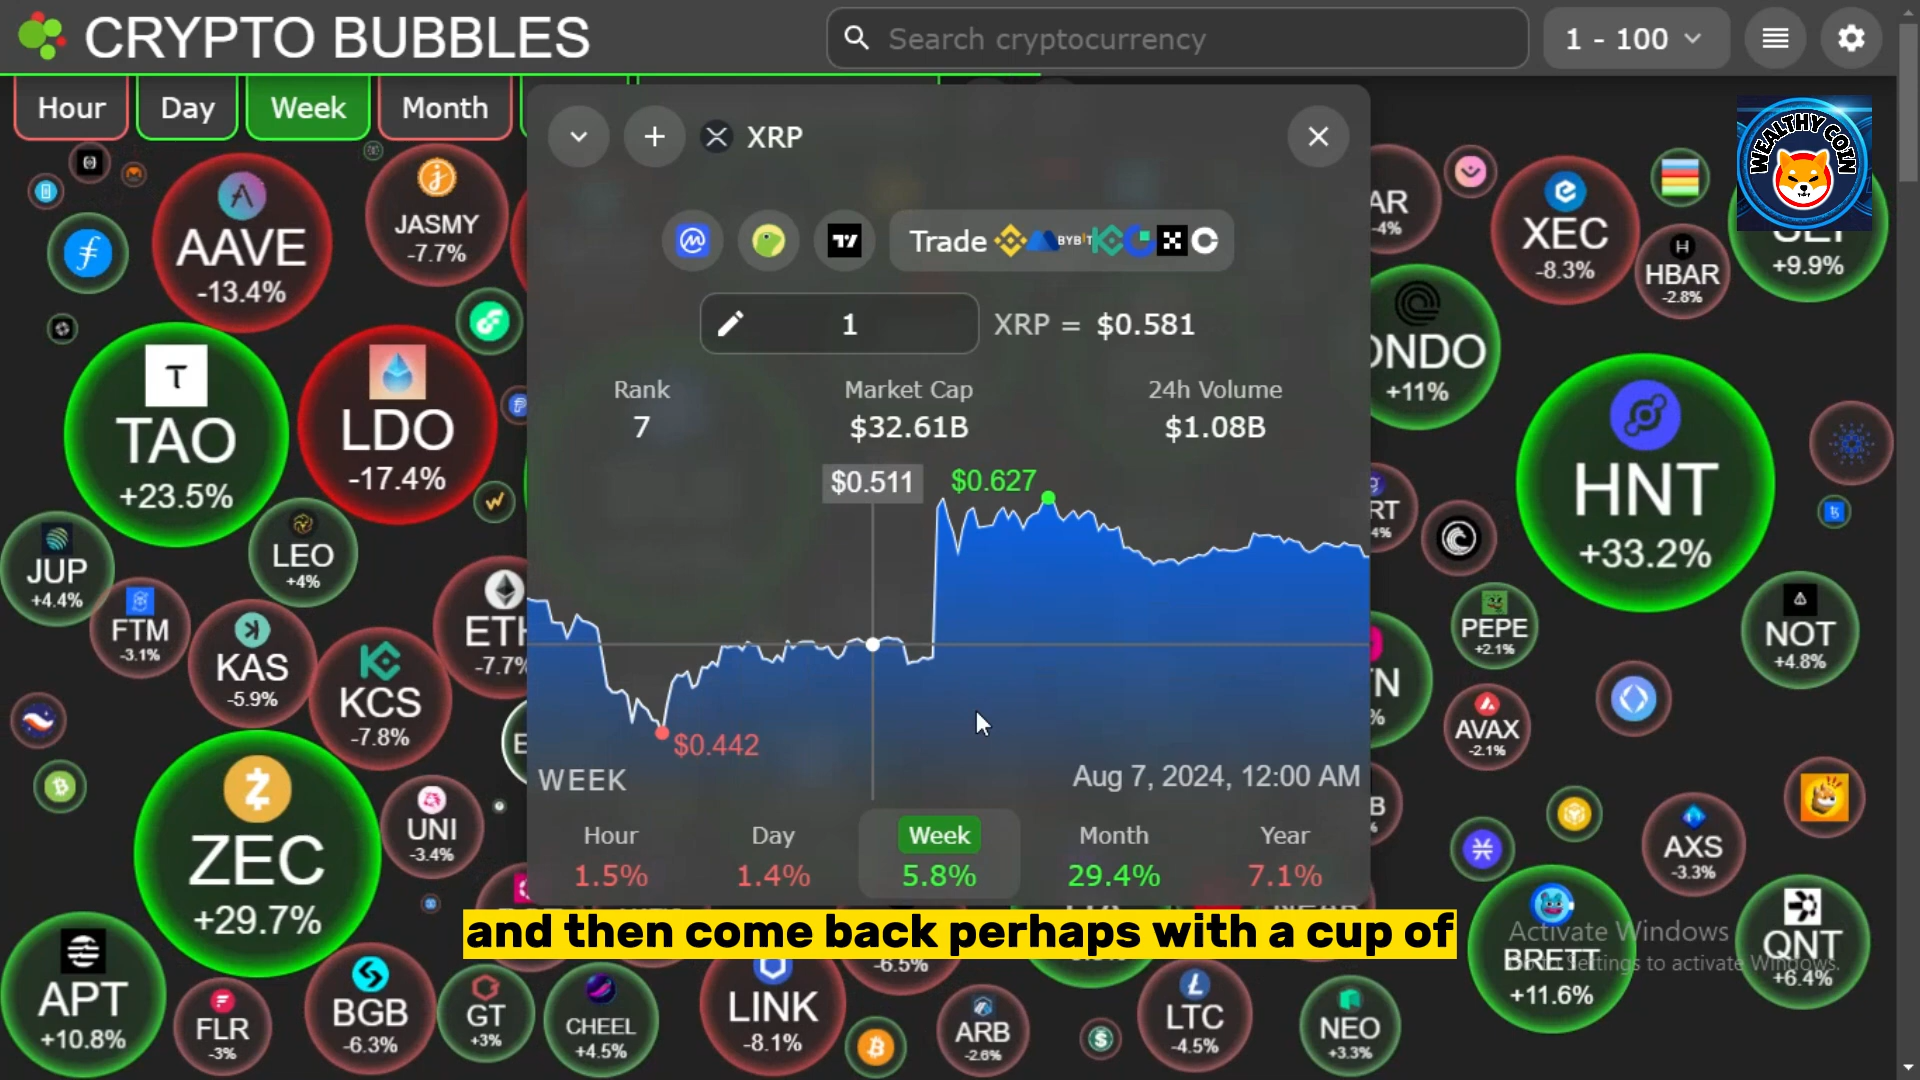 CRYPTO BUBBLES
Search cryptocurrency
1 - 100
Hour
Day
Week
Month
XRP
WEALTHY COIN
Trade
BYBIT
1
XRP = $0.581
Rank
Market Cap
24h Volume
7
$32.61B
$1.08B
$0.511
$0.627
$0.442
WEEK
Aug 7, 2024, 12:00 AM
Hour
Day
Week
Month
Year
1.5%
1.4%
5.8%
29.4%
7.1%
and then come back perhaps with a cup of
AAVE
-13.4%
JASMY
-7.7%
TAO
+23.5%
LDO
-17.4%
JUP
+4.4%
LEO
+4%
FTM
-3.1%
KAS
-5.9%
KCS
-7.8%
ETH
-7.7%
ZEC
+29.7%
UNI
-3.4%
APT
+10.8%
FLR
-3%
BGB
-6.3%
GT
+3%
CHEEL
+4.5%
LINK
-8.1%
-6.5%
ARB
-2.6%
LTC
-4.5%
NEO
+3.3%
AR
-4%
XEC
-8.3%
HBAR
-2.8%
+9.9%
ONDO
+11%
HNT
+33.2%
PEPE
+2.1%
NOT
+4.8%
AVAX
-2.1%
AXS
-3.3%
BRETT
+11.6%
QNT
+6.4%
Activate Windows
Settings to activate Windows.